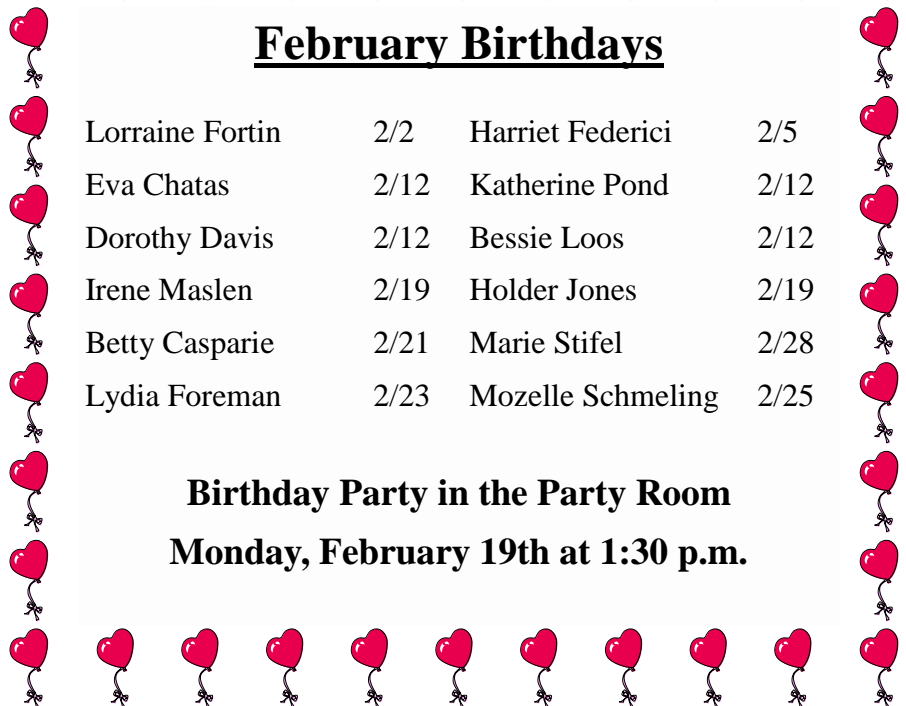 February Birthdays
Lorraine Fortin 2/2 Harriet Federici 2/5
Eva Chatas 2/12 Katherine Pond 2/12
Dorothy Davis 2/12 Bessie Loos 2/12
Irene Maslen 2/19 Holder Jones 2/19
Betty Casparie 2/21 Marie Stifel 2/28
Lydia Foreman 2/23 Mozelle Schmeling 2/25
Birthday Party in the Party Room
Monday, February 19th at 1:30 p.m.